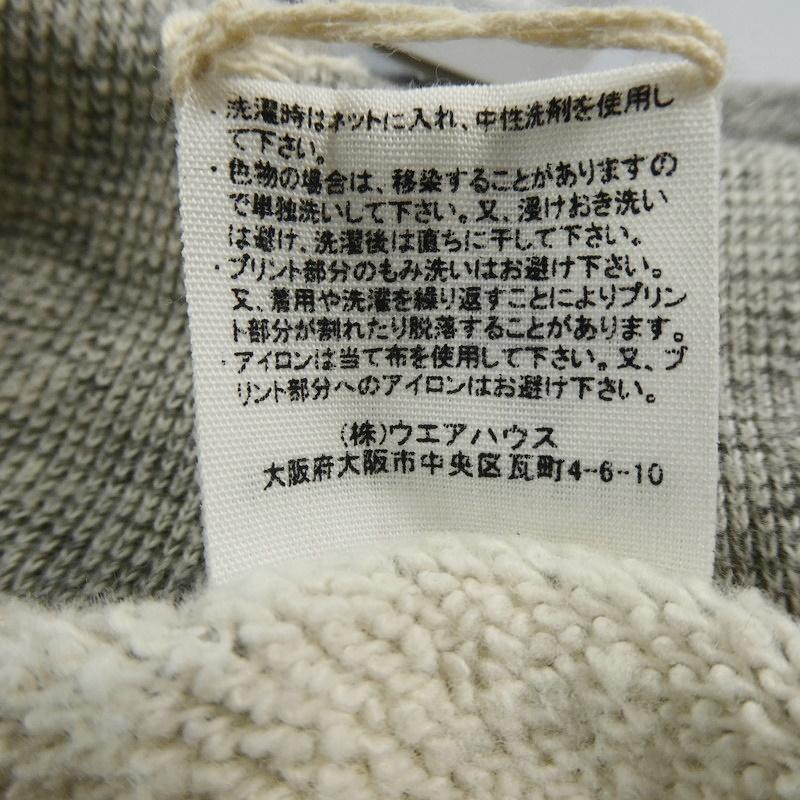 ・洗濯時はネットに入れ、中性洗剤を使用し
て下さい。
・色物の場合は、移染することがありますの
で単独洗いして下さい。又、漫けおき洗い
は避け、洗濯後は直ちに干して下さい。
・プリント部分のもみ洗いはお避け下さい。
又、着用や洗濯を繰り返すことによりプリン
ト部分が割れたり脱落することがあります。
・アイロンは当て布を使用して下さい。又、プ
リント部分へのアイロンはお避け下さい。
(株)ウエアハウス
大阪府大阪市中央区瓦町4-6-10